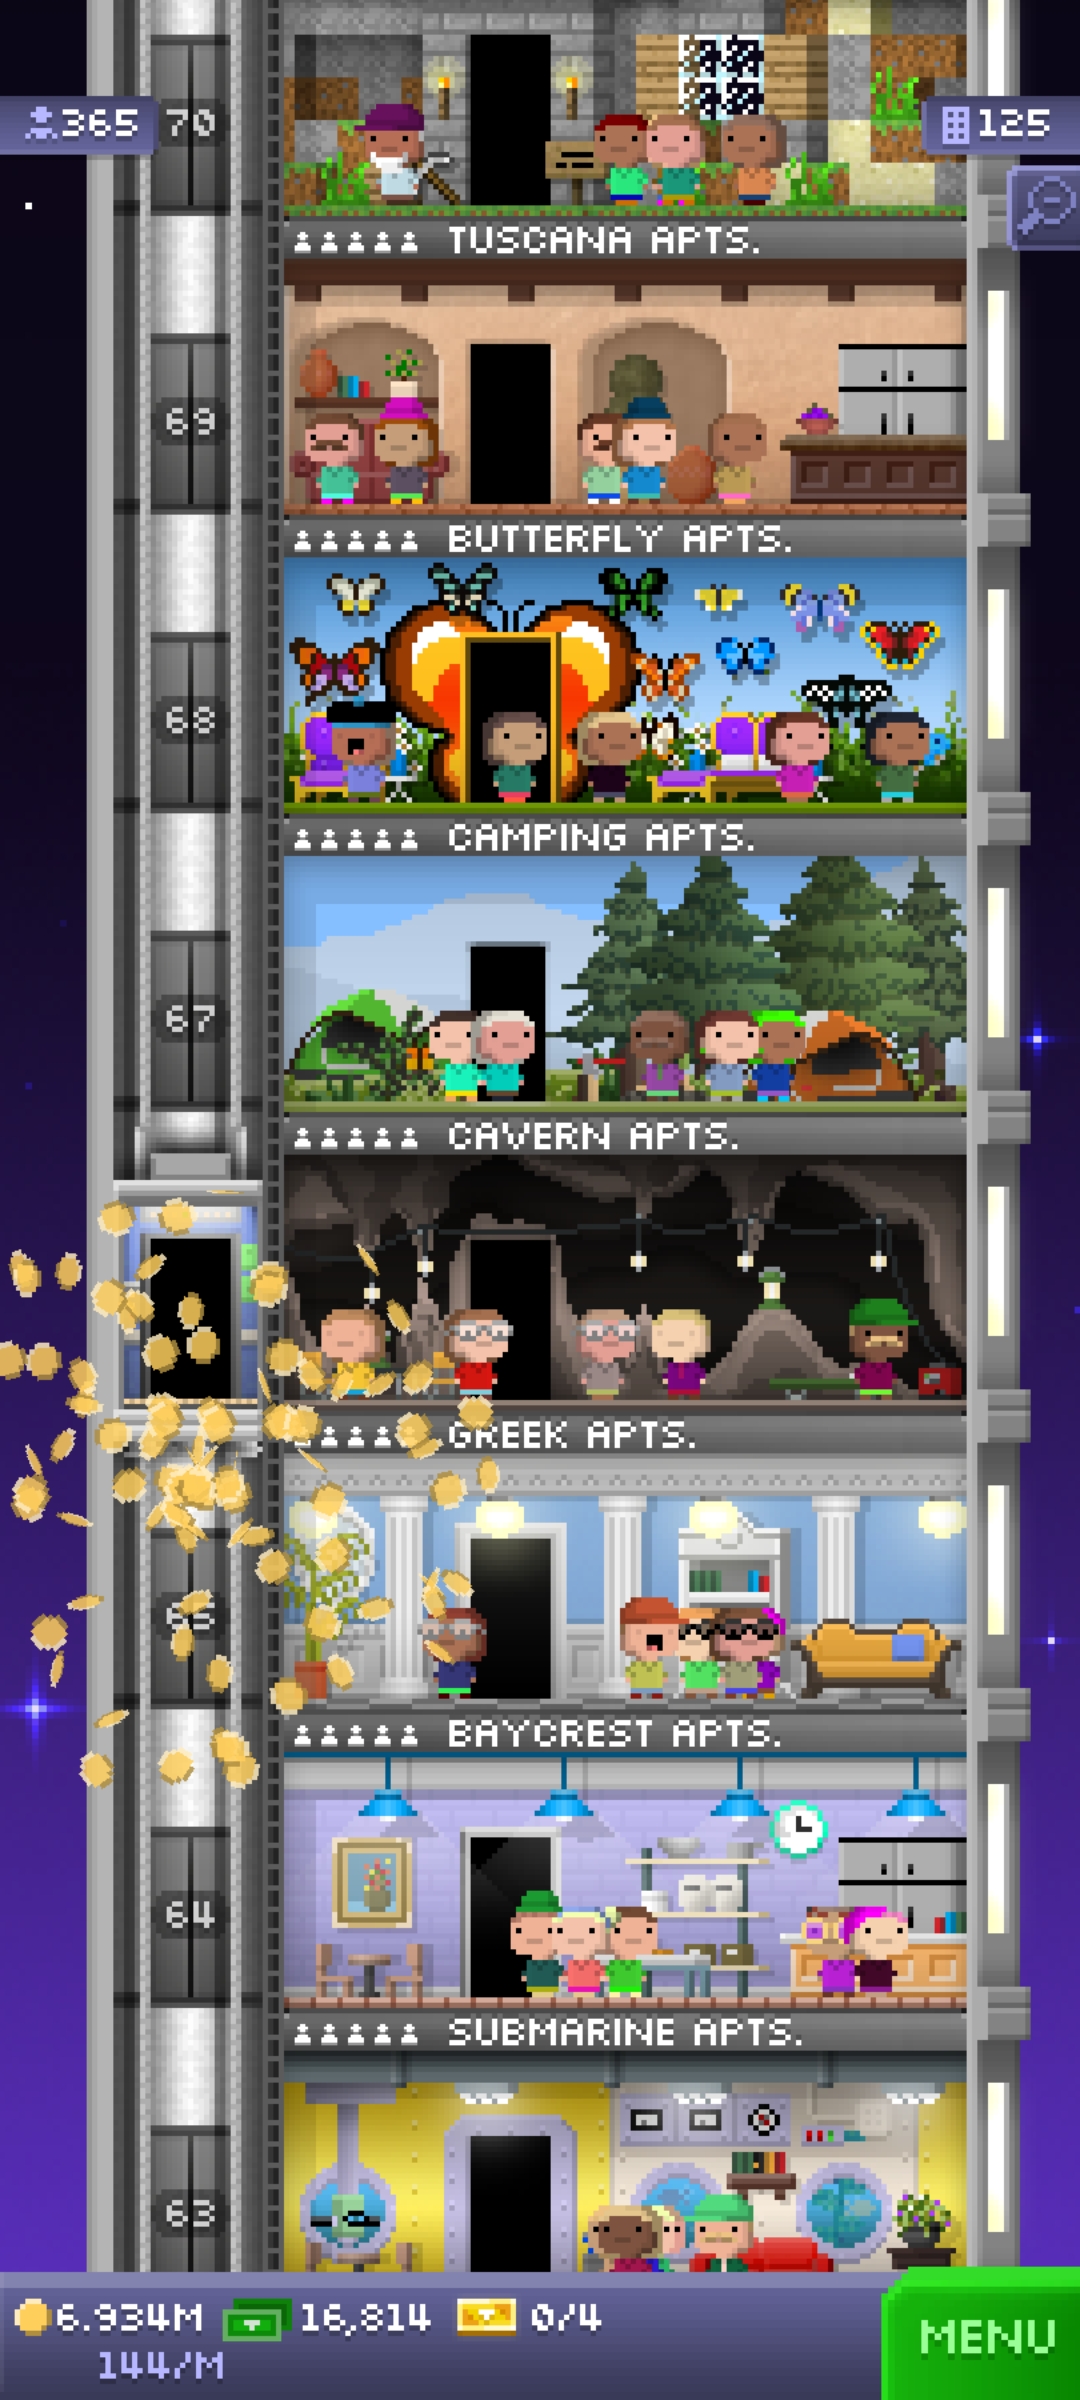 365
70
125
TUSCANA APTS.
69
BUTTERFLY APTS.
68
CAMPING APTS.
67
CAVERN APTS.
GREEK APTS.
BAYCREST APTS.
64
SUBMARINE APTS.
63
6.934M 16,814 0/4
144/M
MENU